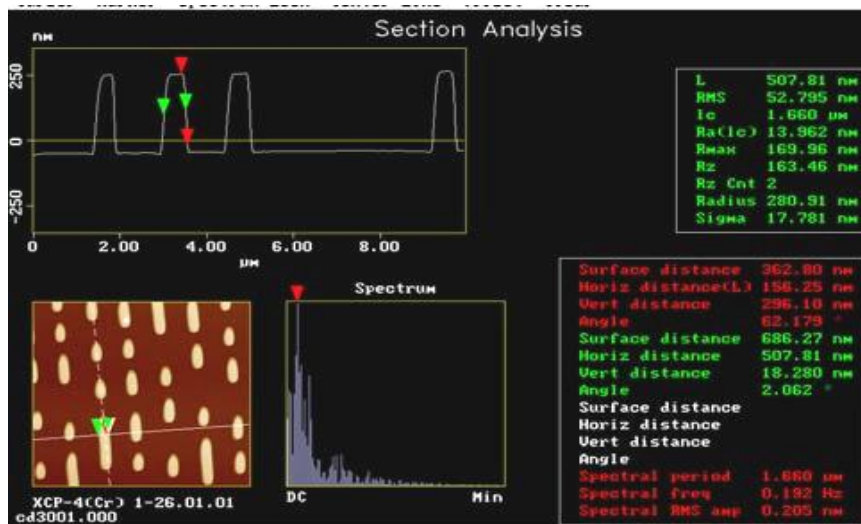 Section Analysis
nm
250
0
-250
0 2.00 4.00 6.00 8.00
μm
L 507.81 nm
RMS 52.795 nm
lc 1.660 μm
Ra(lc) 13.962 nm
Rmax 169.96 nm
Rz 163.46 nm
Rz Cnt 2
Radius 280.91 nm
Sigma 17.781 nm
Spectrum
DC Min
Surface distance 362.80 nm
Horiz distance(L) 156.25 nm
Vert distance 296.10 nm
Angle 62.179 °
Surface distance 686.27 nm
Horiz distance 507.81 nm
Vert distance 18.280 nm
Angle 2.062 °
Surface distance
Horiz distance
Vert distance
Angle
Spectral period 1.660 μm
Spectral freq 0.192 Hz
Spectral RMS amp 0.205 nm
XCP-4(Cr) 1-26.01.01
cd3001.000